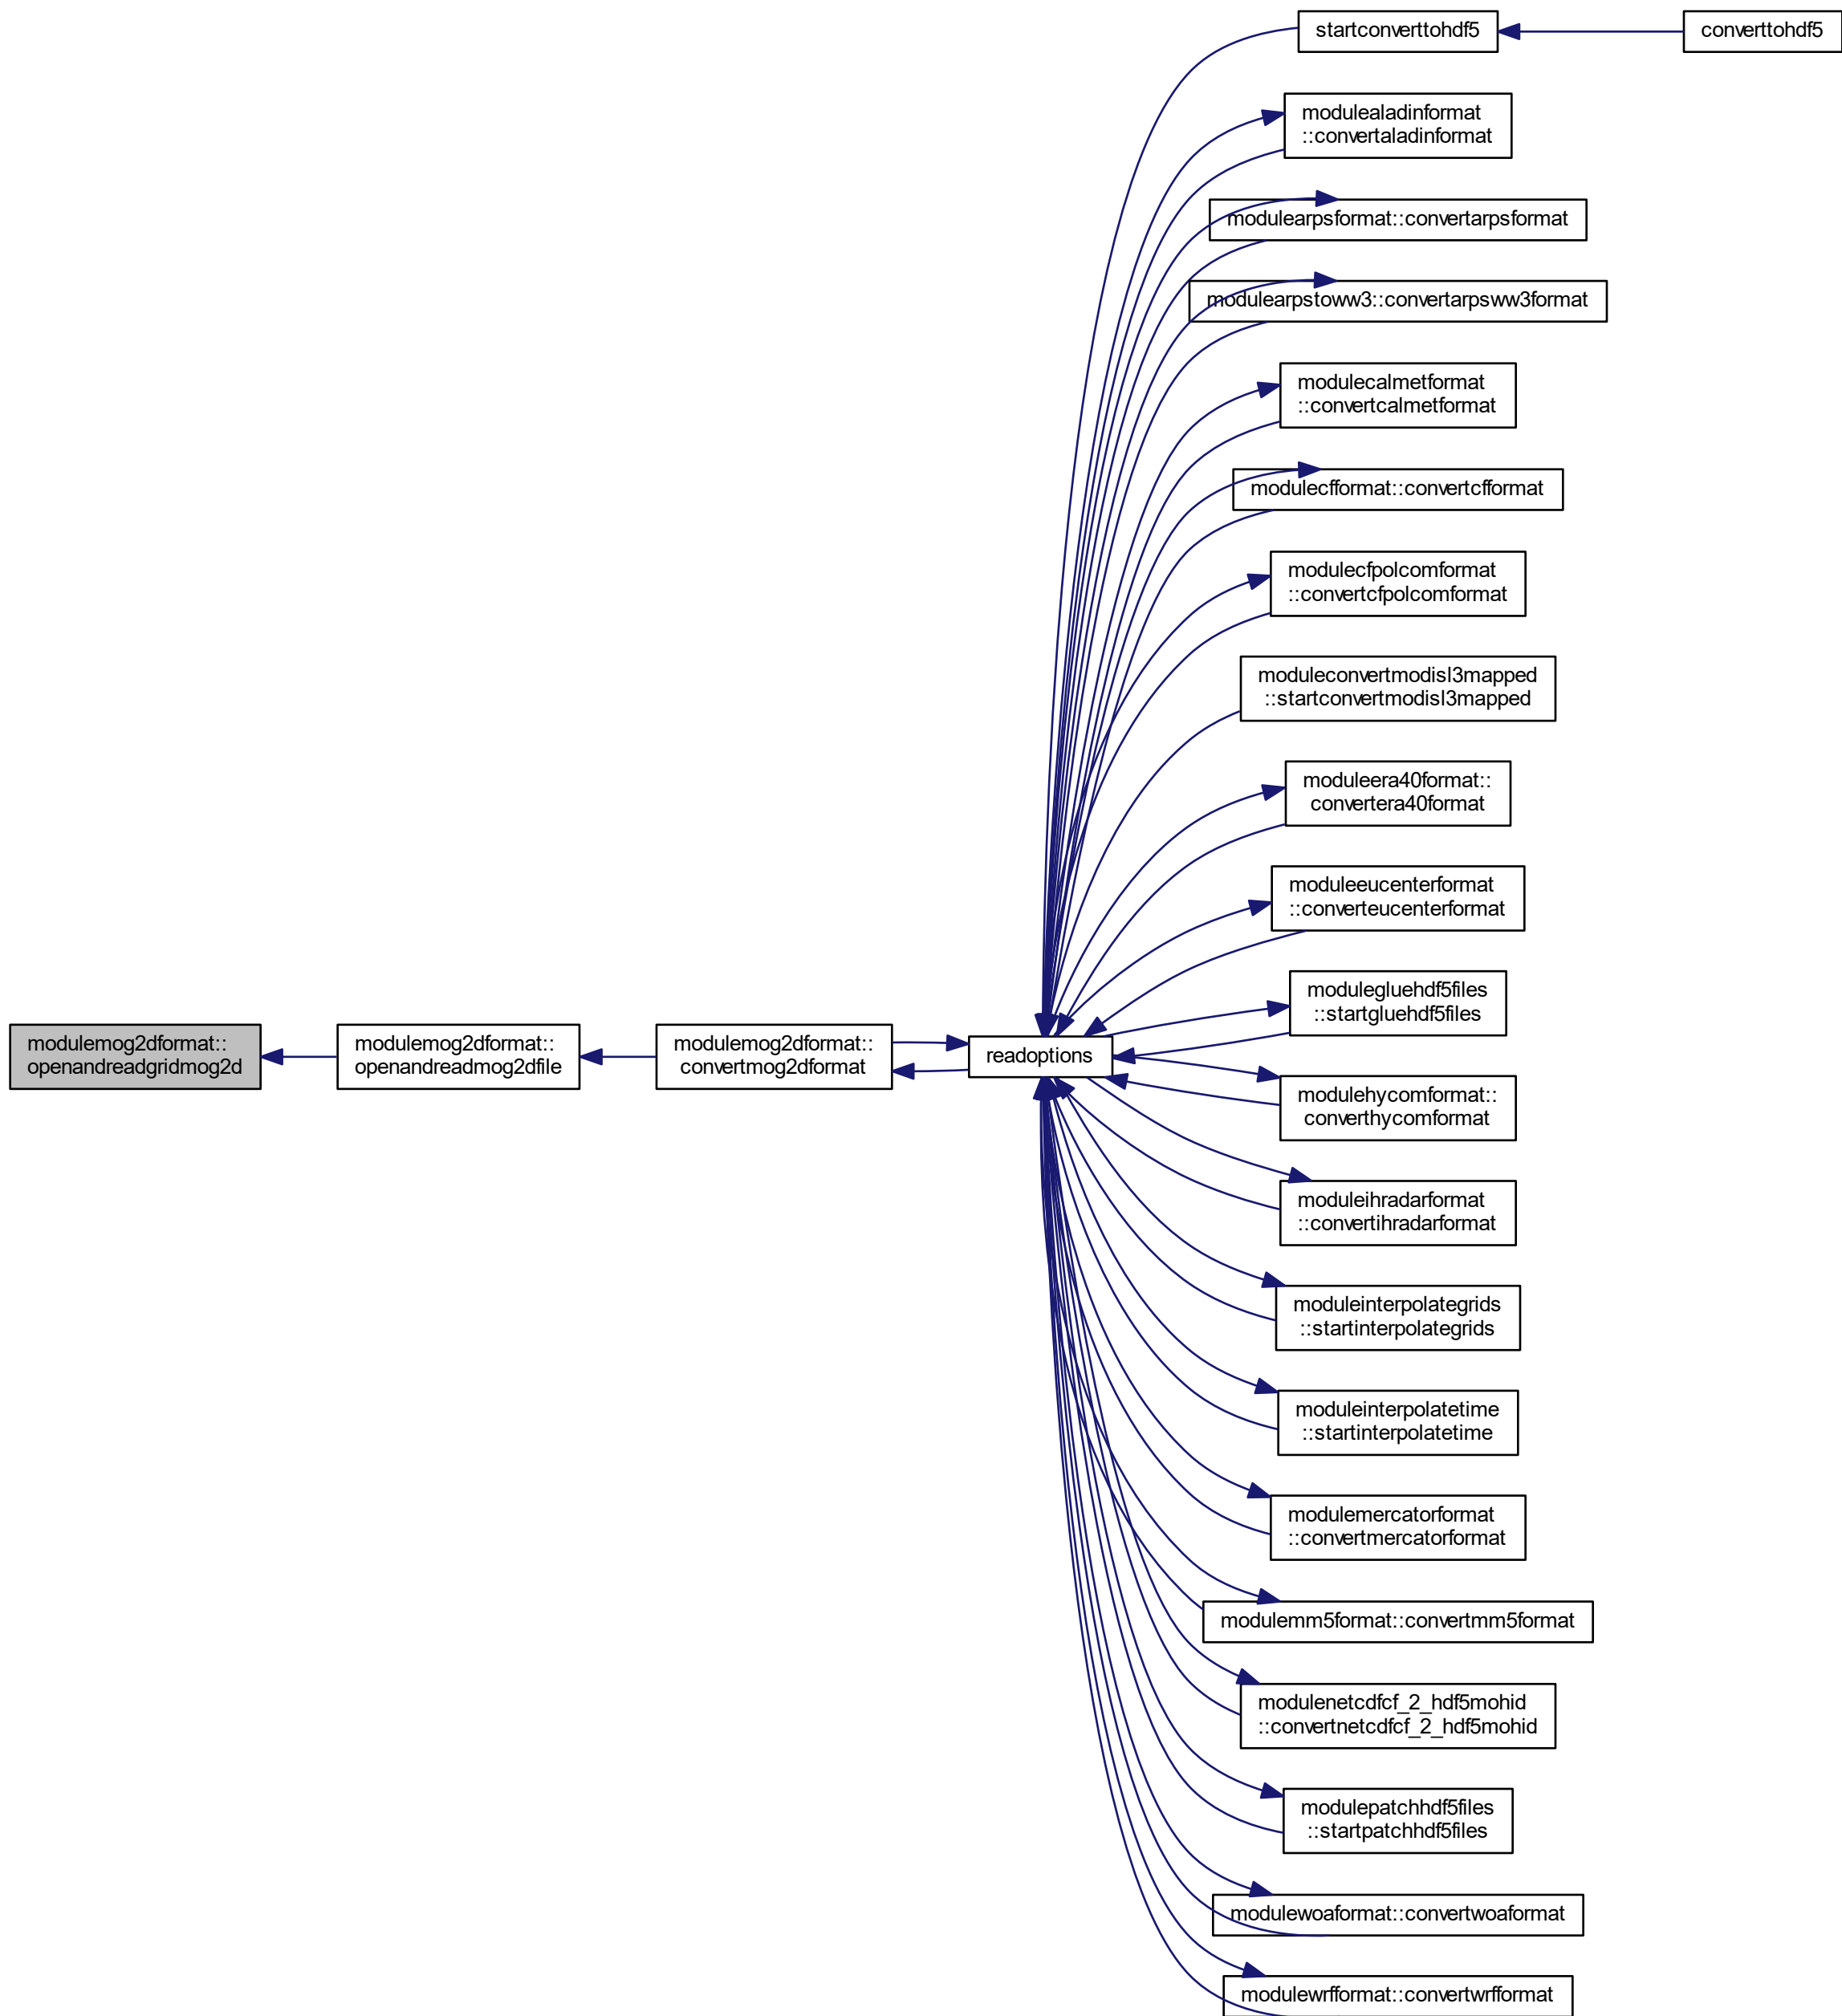 startconverttohdf5
converttohdf5
modulealadinformat
::convertaladinformat
modulearpsformat::convertarpsformat
modulearpstoww3::convertarpsww3format
modulecalmetformat
::convertcalmetformat
modulecfformat::convertcfformat
modulecfpolcomformat
::convertcfpolcomformat
moduleconvertmodisl3mapped
::startconvertmodisl3mapped
moduleera40format::
convertera40format
moduleeucenterformat
::converteucenterformat
modulegluehdf5files
::startgluehdf5files
modulemog2dformat::
openandreadgridmog2d
modulemog2dformat::
openandreadmog2dfile
modulemog2dformat::
convertmog2dformat
readoptions
modulehycomformat::
converthycomformat
moduleihradarformat
::convertihradarformat
moduleinterpolategrids
::startinterpolategrids
moduleinterpolatetime
::startinterpolatetime
modulemercatorformat
::convertmercatorformat
modulemm5format::convertmm5format
modulenetcdfcf_2_hdf5mohid
::convertnetcdfcf_2_hdf5mohid
modulepatchhdf5files
::startpatchhdf5files
modulewoaformat::convertwoaformat
modulewrfformat::convertwrfformat